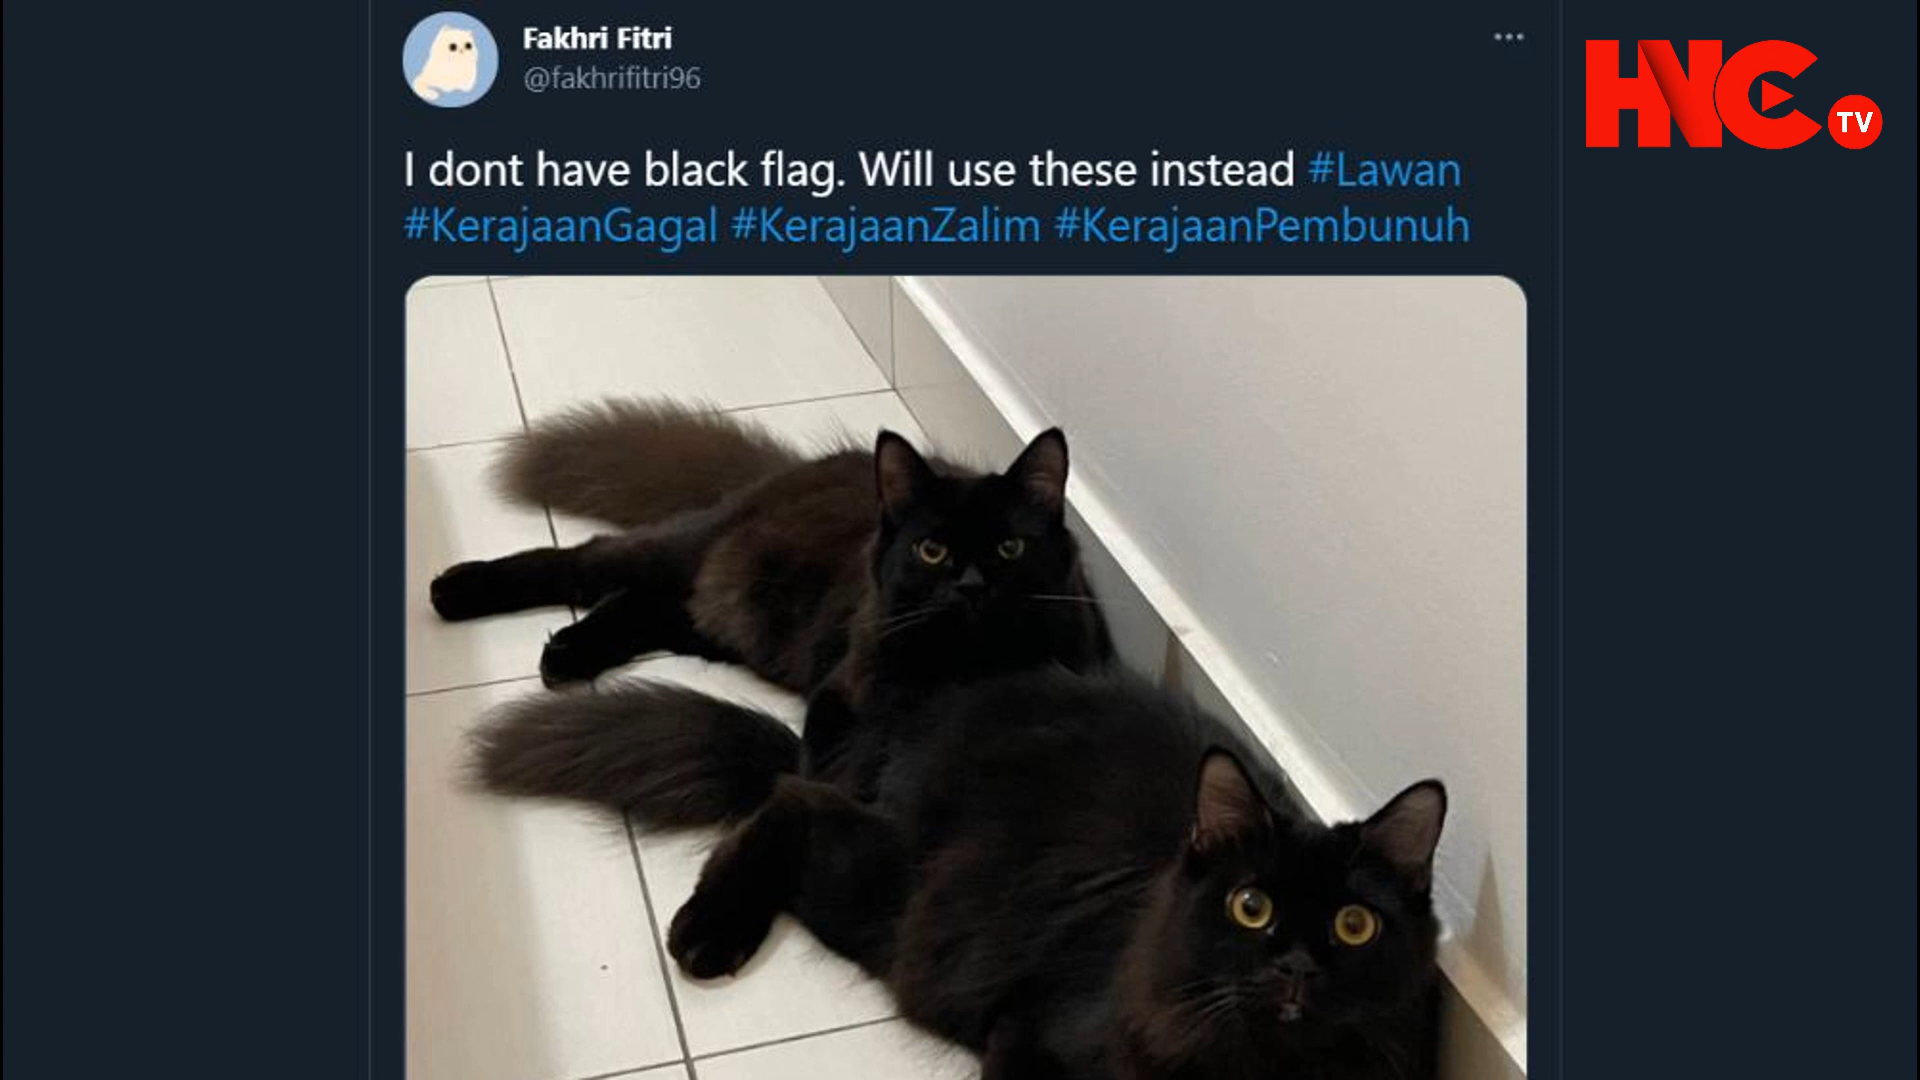 Fakhri Fitri
@fakhrifitri96
HNC TV
I dont have black flag. Will use these instead #Lawan
#KerajaanGagal #KerajaanZalim #KerajaanPembunuh